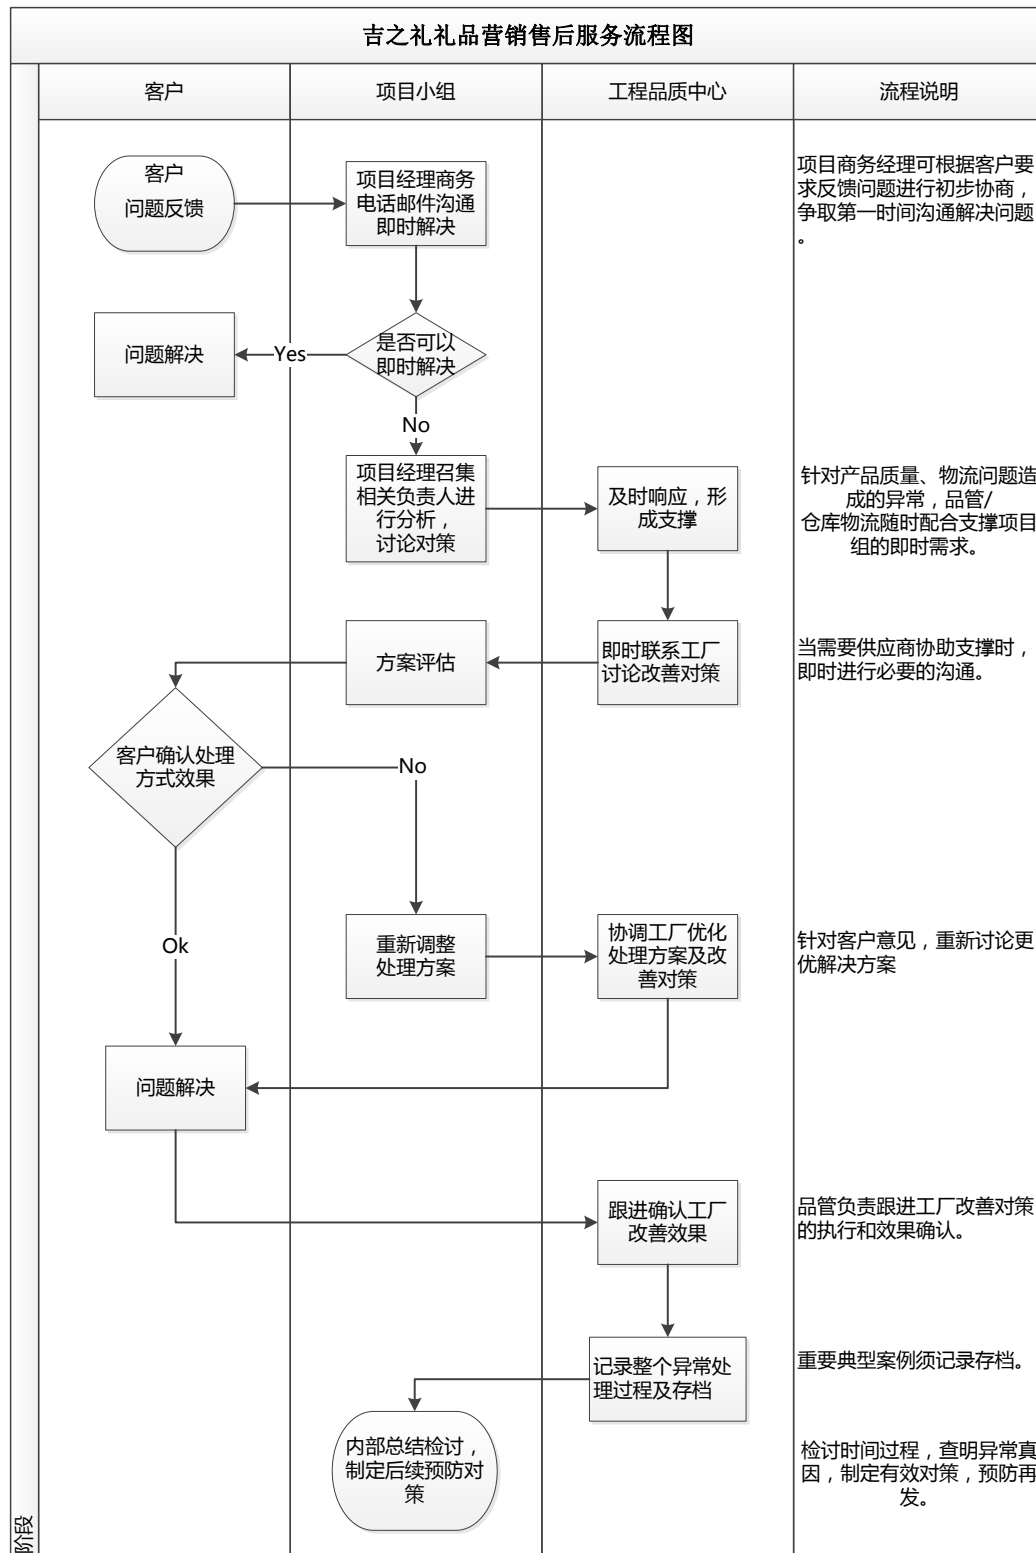 吉之礼礼品营销售后服务流程图
客户
项目小组
工程品质中心
流程说明
客户
问题反馈
项目经理商务
电话邮件沟通
即时解决
项目商务经理可根据客户要
求反馈问题进行初步协商，
争取第一时间沟通解决问题
。
问题解决
Yes
是否可以
即时解决
No
项目经理召集
相关负责人进
行分析，
讨论对策
及时响应，形
成支撑
针对产品质量、物流问题造
成的异常，品管/
仓库物流随时配合支撑项目
组的即时需求。
方案评估
即时联系工厂
讨论改善对策
当需要供应商协助支撑时，
即时进行必要的沟通。
客户确认处理
方式效果
No
Ok
重新调整
处理方案
协调工厂优化
处理方案及改
善对策
针对客户意见，重新讨论更
优解决方案
问题解决
跟进确认工厂
改善效果
品管负责跟进工厂改善对策
的执行和效果确认。
记录整个异常处
理过程及存档
重要典型案例须记录存档。
内部总结检讨，
制定后续预防对
策
检讨时间过程，查明异常真
因，制定有效对策，预防再
发。
阶段